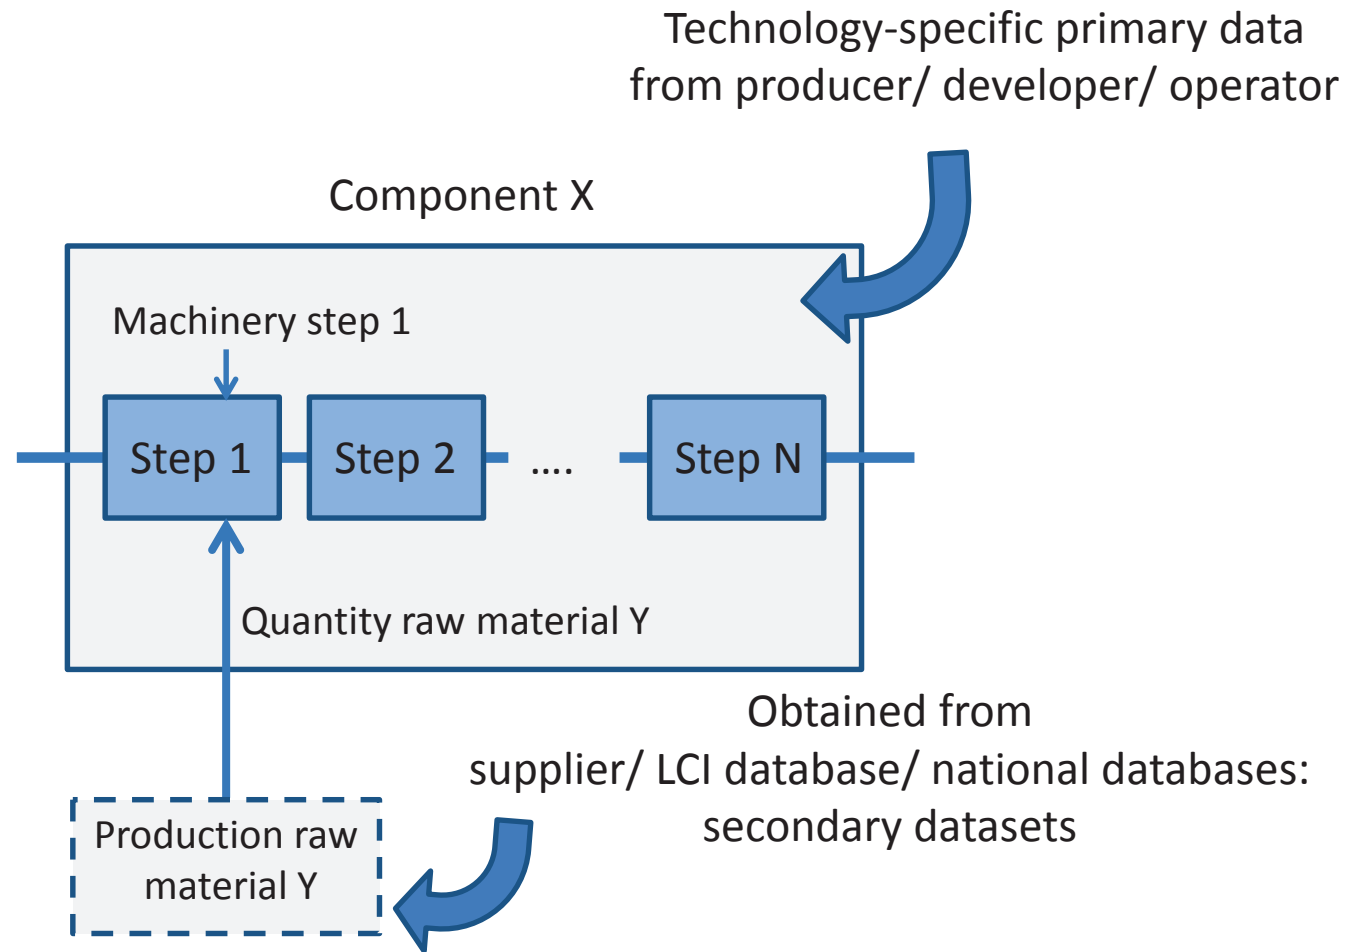 Technology-specific primary data
from producer/ developer/ operator
Component X
Machinery step 1
Step 1
Step 2
....
Step N
Quantity raw material Y
Obtained from
supplier/ LCI database/ national databases:
secondary datasets
Production raw
material Y